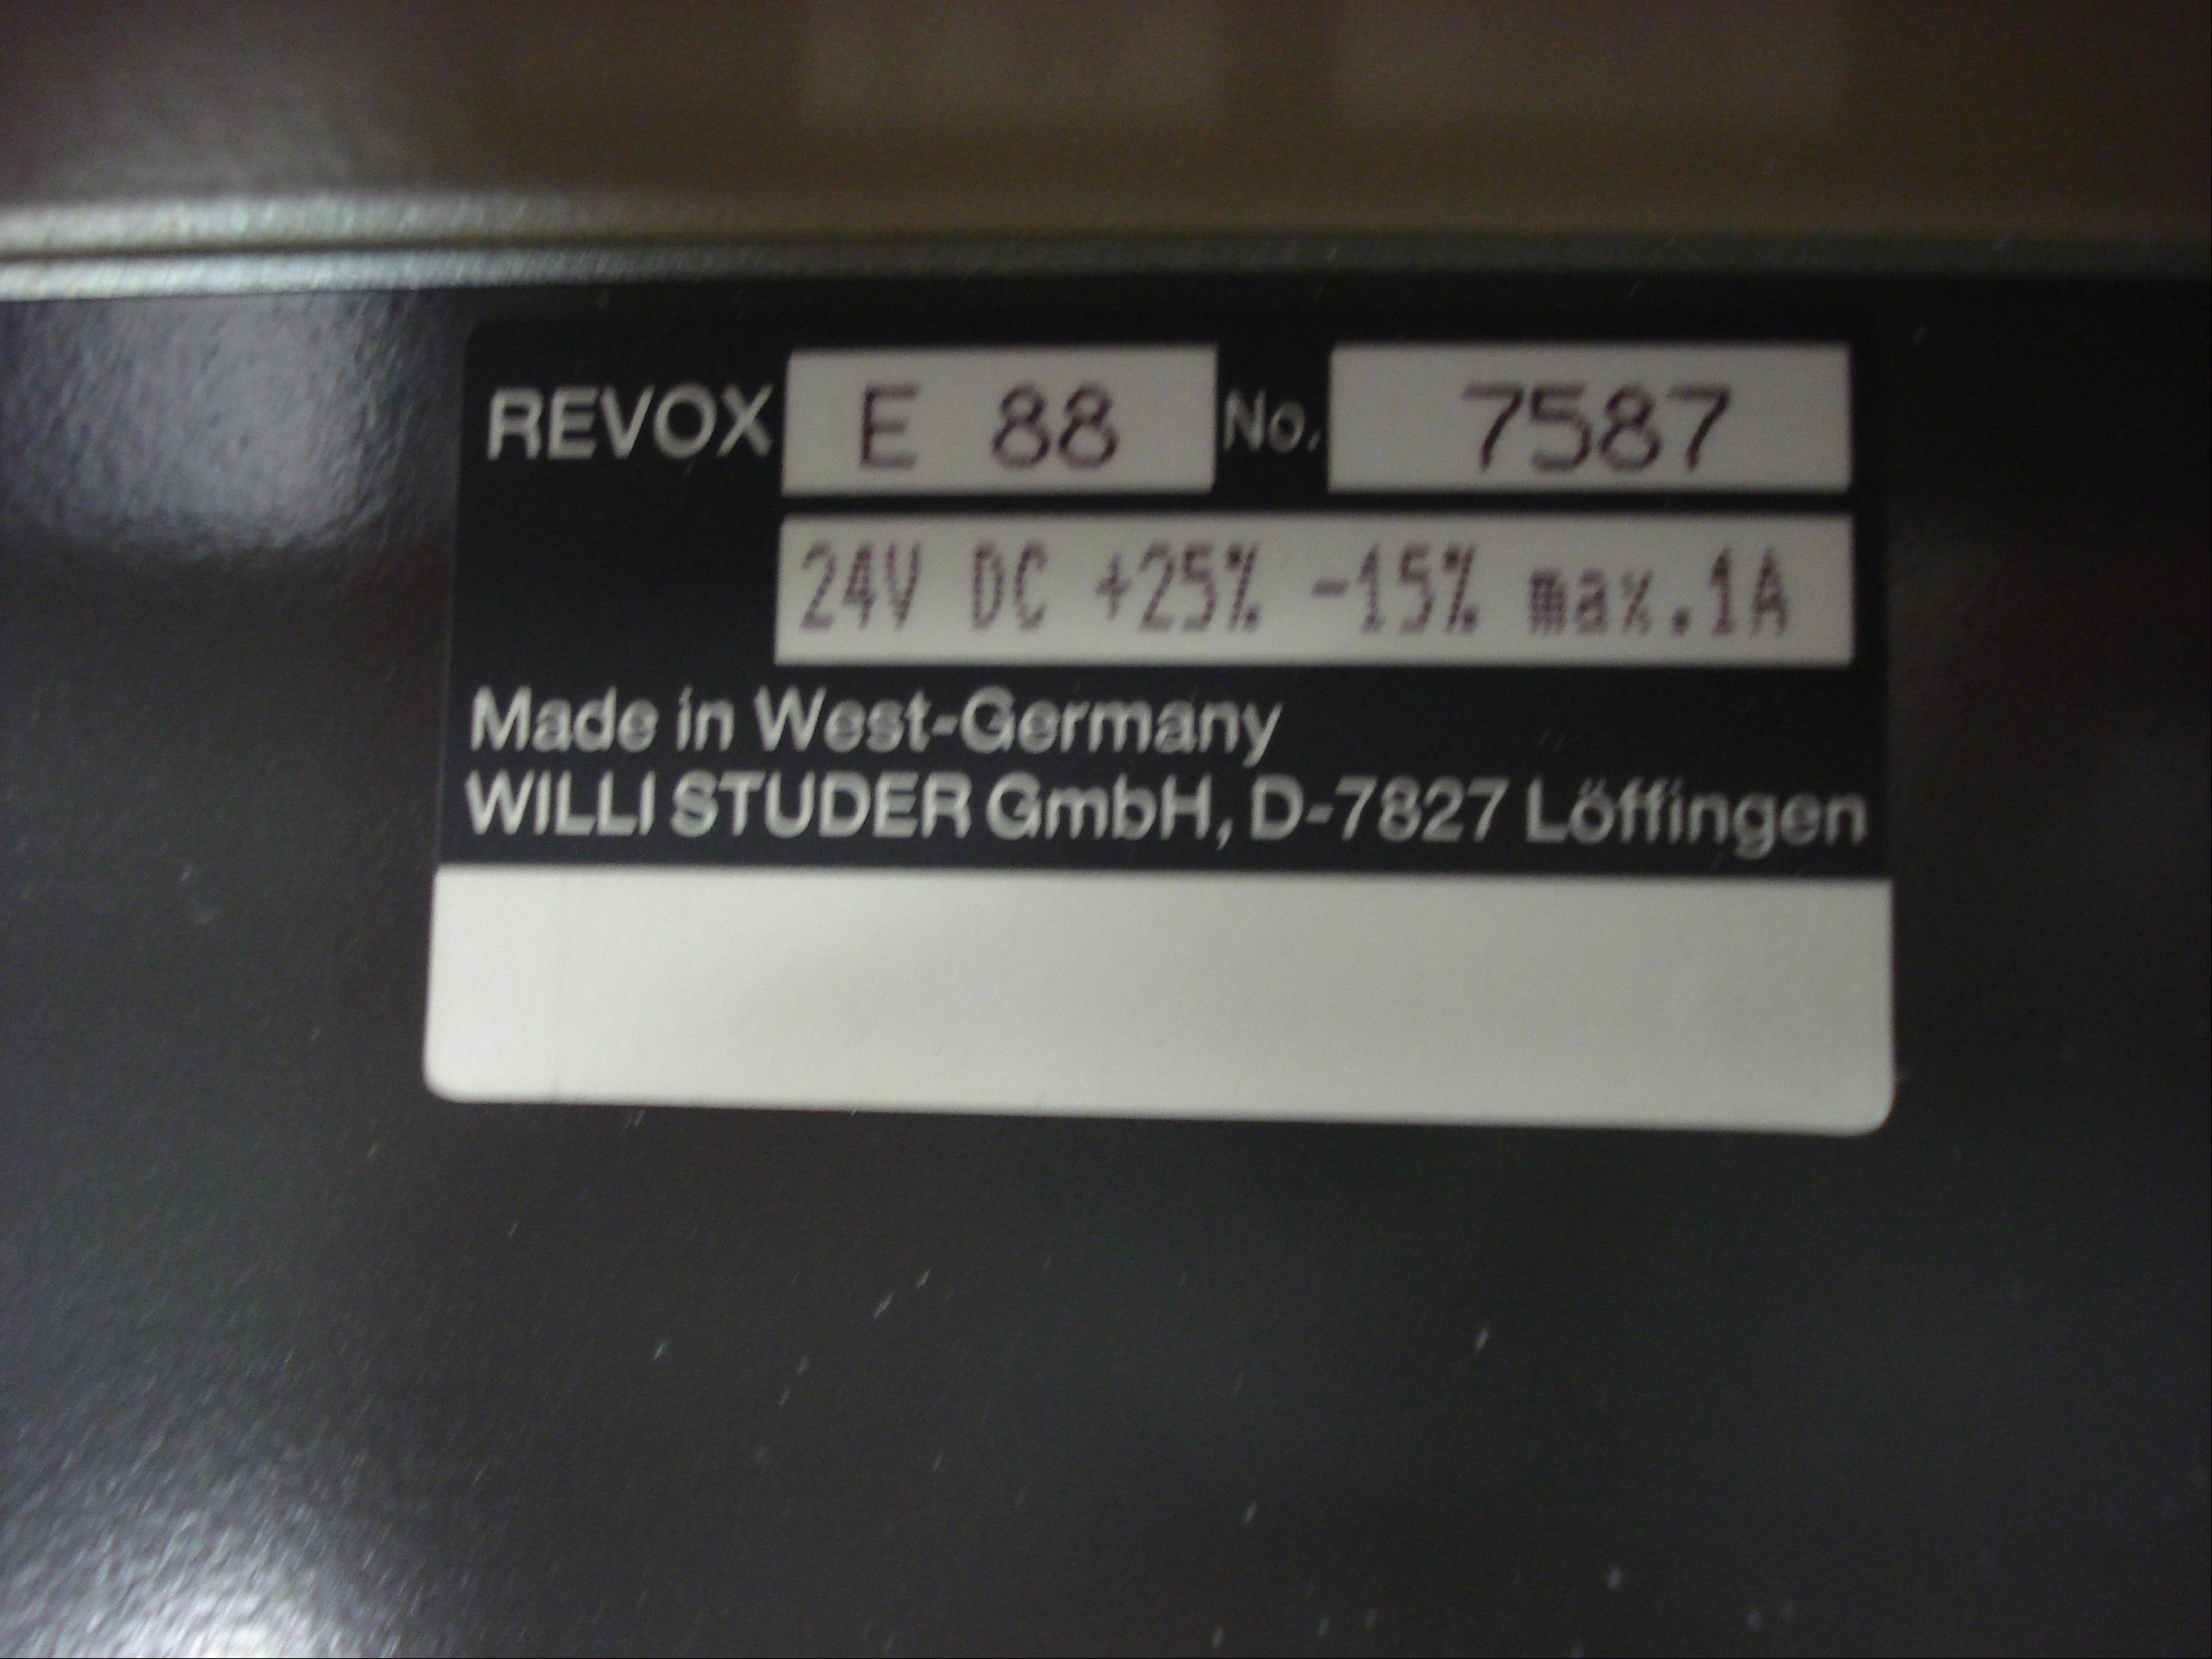 REVOX E 88 No. 7587
24V DC +25% -15% max.1A
Made in West-Germany
WILLI STUDER GmbH, D-7827 Löffingen